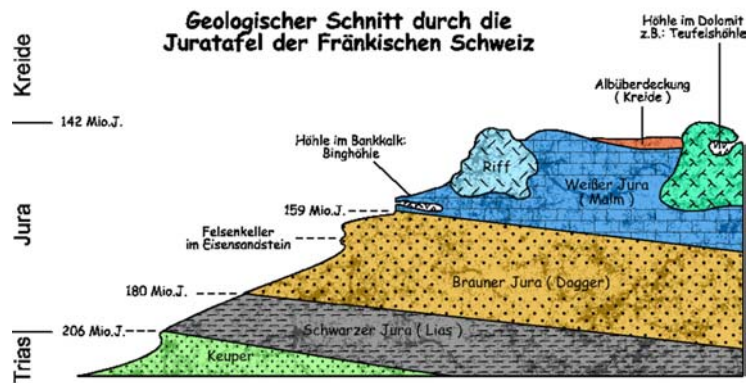 Geologischer Schnitt durch die
Juratafel der Fränkischen Schweiz
Höhle im Dolomit
z.B.: Teufelshöhle
Kreide
Albüberdeckung
( Kreide )
142 Mio.J.
Höhle im Bankkalk:
Binghöhle
Riff
Weißer Jura
( Malm )
159 Mio.J.
Jura
Felsenkeller
im Eisensandstein
Brauner Jura ( Dogger)
180 Mio.J.
206 Mio.J.
Schwarzer Jura ( Lias )
Trias
Keuper